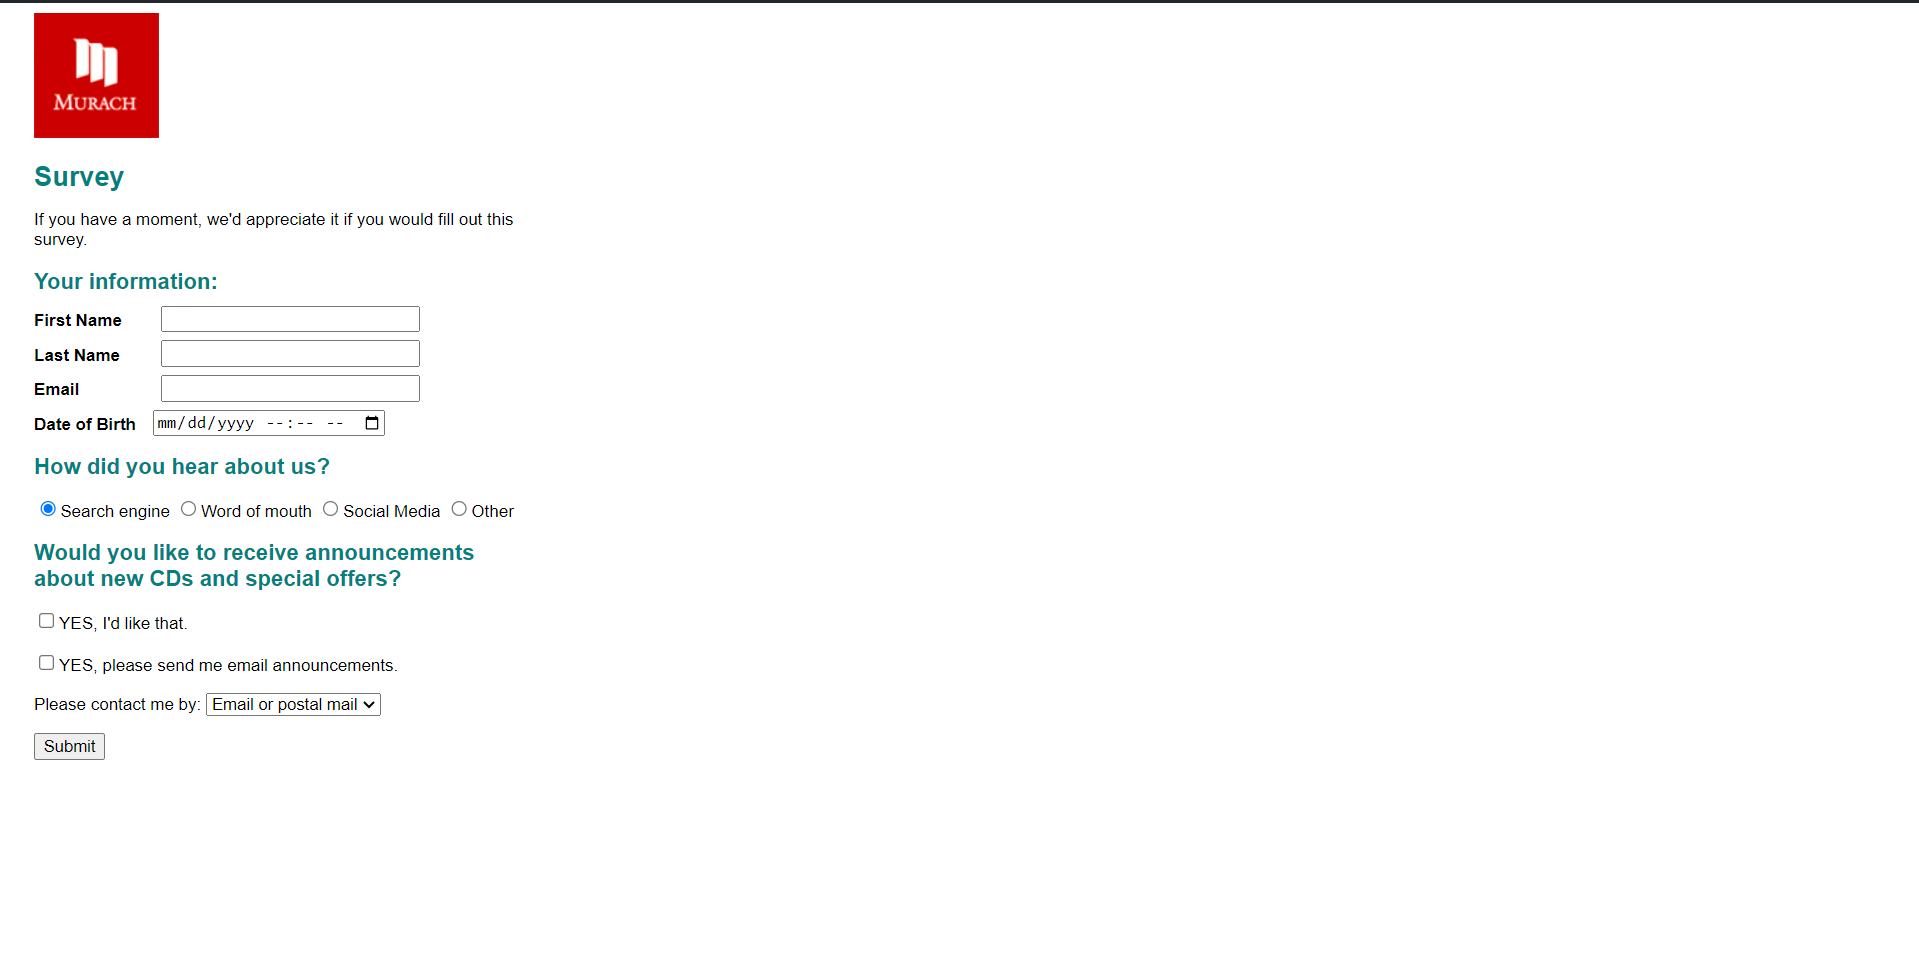 MURACH
Survey
If you have a moment, we'd appreciate it if you would fill out this
survey.
Your information:
First Name
Last Name
Email
Date of Birth mm/dd/yyyy --:-- --
How did you hear about us?
Search engine Word of mouth Social Media Other
Would you like to receive announcements
about new CDs and special offers?
YES, I'd like that.
YES, please send me email announcements.
Please contact me by: Email or postal mail
Submit